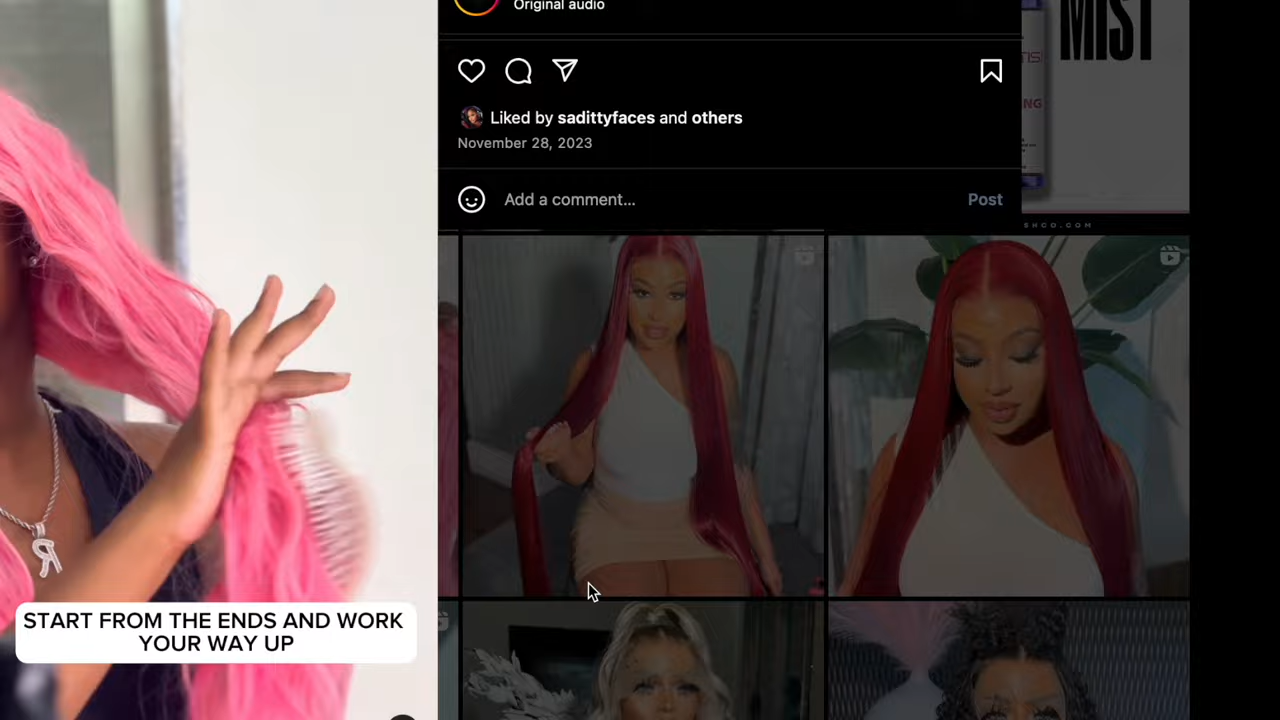 Original audio
MIST
Liked by sadittyfaces and others
November 28, 2023
Add a comment...
Post
START FROM THE ENDS AND WORK
YOUR WAY UP